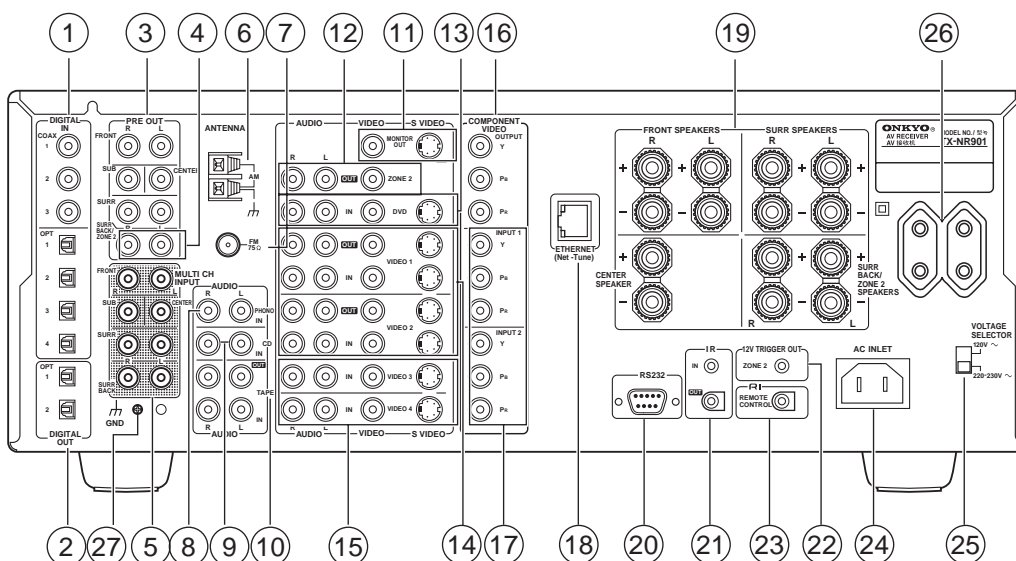 1 3 4 6 7 12 11 13 16 19 26
DIGITAL IN
COAX
1
2
3
OPT
1
2
3
4
OPT
1
2
DIGITAL OUT
PRE OUT
R L
FRONT
SUB CENTER
SURR
SURR BACK/ ZONE 2
R L
FRONT
MULTI CH INPUT
R L
SUB CENTER
SURR
R L
SURR BACK
GND
ANTENNA
AM
FM 75Ω
AUDIO
R L
PHONO IN
CD IN
OUT
TAPE
IN
R L
AUDIO
AUDIO VIDEO S VIDEO
MONITOR OUT
R L
OUT ZONE 2
IN DVD
OUT
VIDEO 1
IN
OUT
VIDEO 2
IN
IN VIDEO 3
IN VIDEO 4
R L
AUDIO VIDEO S VIDEO
COMPONENT VIDEO
OUTPUT
Y
PB
PR
INPUT 1
Y
PB
PR
INPUT 2
Y
PB
PR
ETHERNET
(Net -Tune)
FRONT SPEAKERS
R L
SURR SPEAKERS
R L
+ + + +
- - - -
CENTER SPEAKER
+ +
- -
SURR BACK/ ZONE 2 SPEAKERS
R L
ONKYO®
AV RECEIVER
AV 接收机
MODEL NO./ 型号
TX-NR901
RS232
IR
IN
OUT
12V TRIGGER OUT
ZONE 2
RI
REMOTE CONTROL
AC INLET
VOLTAGE SELECTOR
120V ~
220-230V ~
2 27 5 8 9 10 15 14 17 18 20 21 23 22 24 25